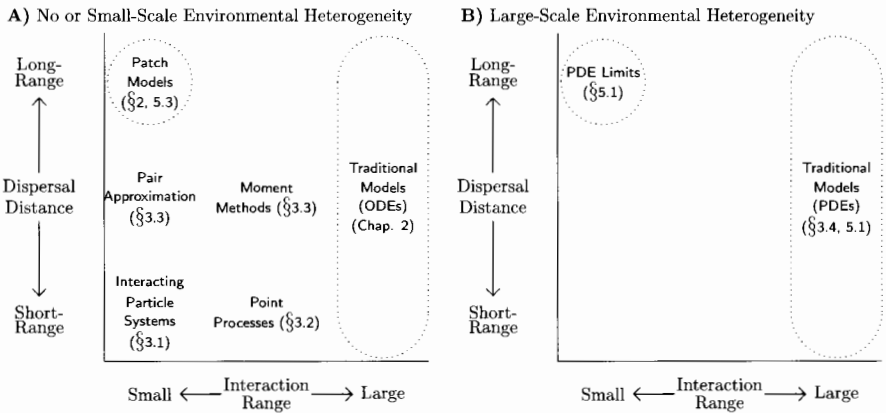 A) No or Small-Scale Environmental Heterogeneity
Long-
Range
Dispersal
Distance
Short-
Range
Patch
Models
(§2, 5.3)
Pair
Approximation
(§3.3)
Moment
Methods (§3.3)
Traditional
Models
(ODEs)
(Chap. 2)
Interacting
Particle
Systems
(§3.1)
Point
Processes (§3.2)
Small
Interaction
Range
Large
B) Large-Scale Environmental Heterogeneity
Long-
Range
Dispersal
Distance
Short-
Range
PDE Limits
(§5.1)
Traditional
Models
(PDEs)
(§3.4, 5.1)
Small
Interaction
Range
Large